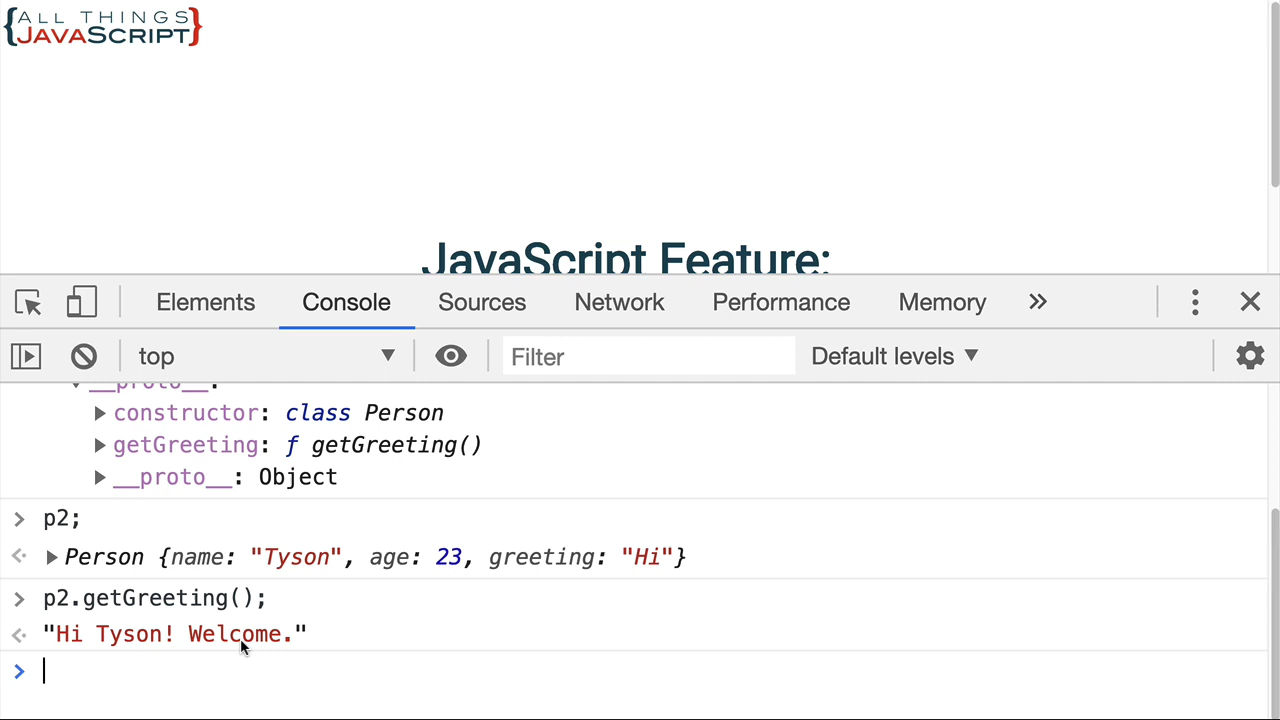 {ALL THINGS
JAVASCRIPT}
JavaScript Feature:
Elements Console Sources Network Performance Memory »
top ▼ Filter Default levels ▼
▼ __proto__:
▶ constructor: class Person
▶ getGreeting: ƒ getGreeting()
▶ __proto__: Object
> p2;
<· ▶ Person {name: "Tyson", age: 23, greeting: "Hi"}
> p2.getGreeting();
<· "Hi Tyson! Welcome."
>